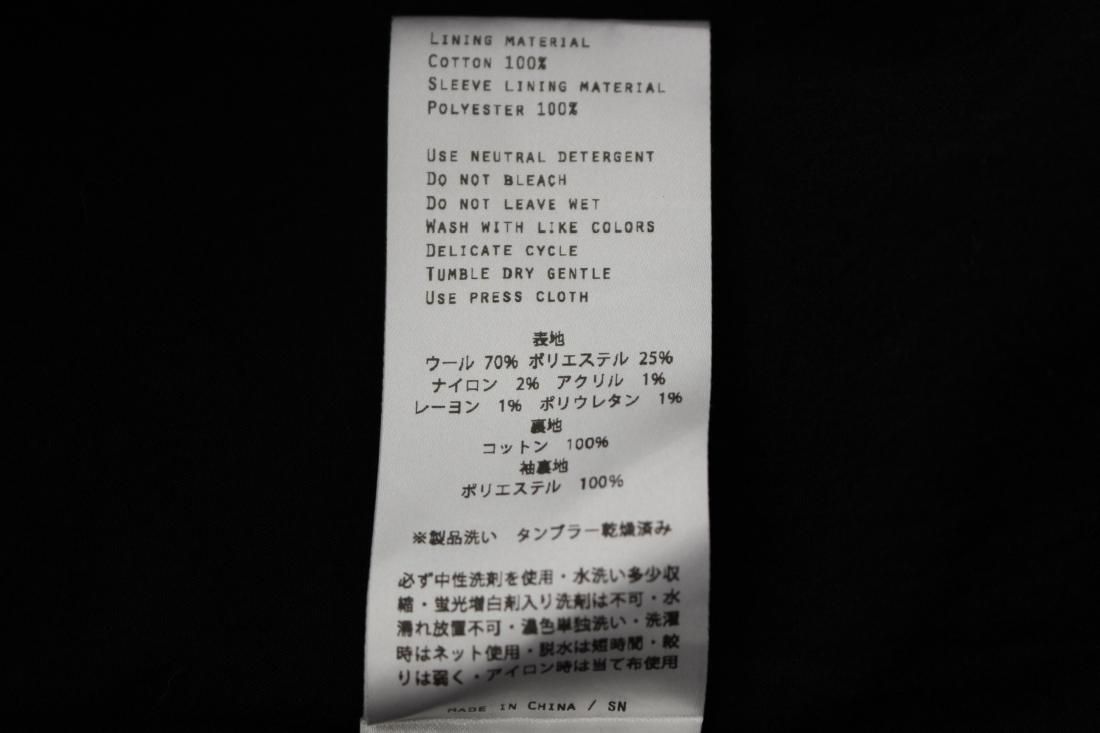 LINING MATERIAL
COTTON 100%
SLEEVE LINING MATERIAL
POLYESTER 100%
USE NEUTRAL DETERGENT
DO NOT BLEACH
DO NOT LEAVE WET
WASH WITH LIKE COLORS
DELICATE CYCLE
TUMBLE DRY GENTLE
USE PRESS CLOTH
表地
ウール 70% ポリエステル 25%
ナイロン 2% アクリル 1%
レーヨン 1% ポリウレタン 1%
裏地
コットン 100%
袖裏地
ポリエステル 100%
※製品洗い タンブラー乾燥済み
必ず中性洗剤を使用・水洗い多少収
縮・蛍光増白剤入り洗剤は不可・水
濡れ放置不可・濃色単独洗い・洗濯
時はネット使用・脱水は短時間・絞
りは弱く・アイロン時は当て布使用
MADE IN CHINA / SN